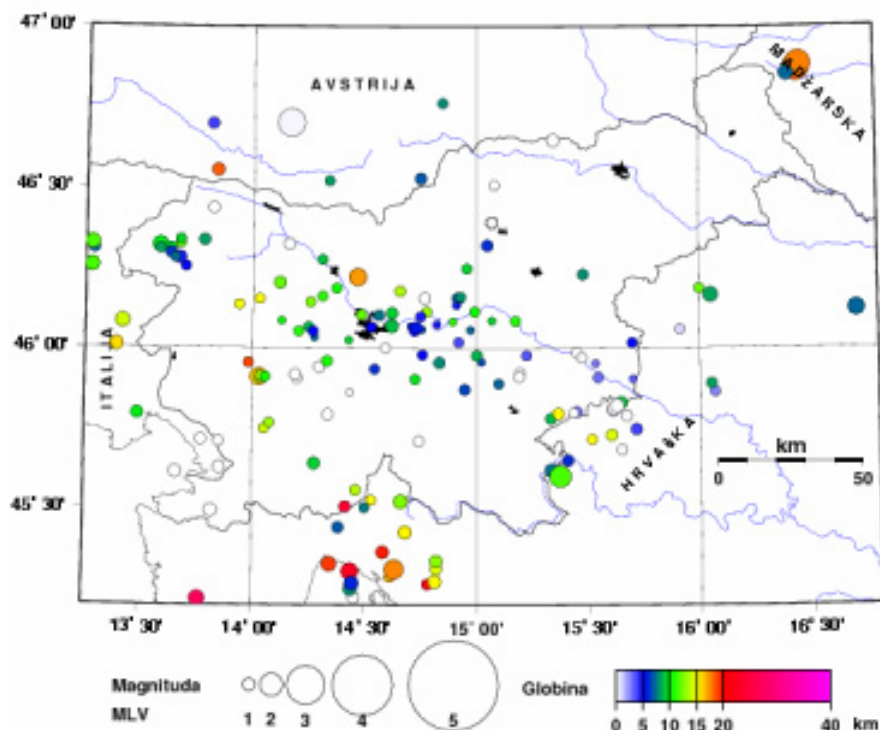 47° 00'
46° 30'
46° 00'
45° 30'
AVSTRIJA
MADŽARSKA
ITALIJA
HRVAŠKA
km
0 50
13° 30' 14° 00' 14° 30' 15° 00' 15° 30' 16° 00' 16° 30'
Magnituda
MLV
1 2 3 4 5
Globina
0 5 10 15 20 40 km